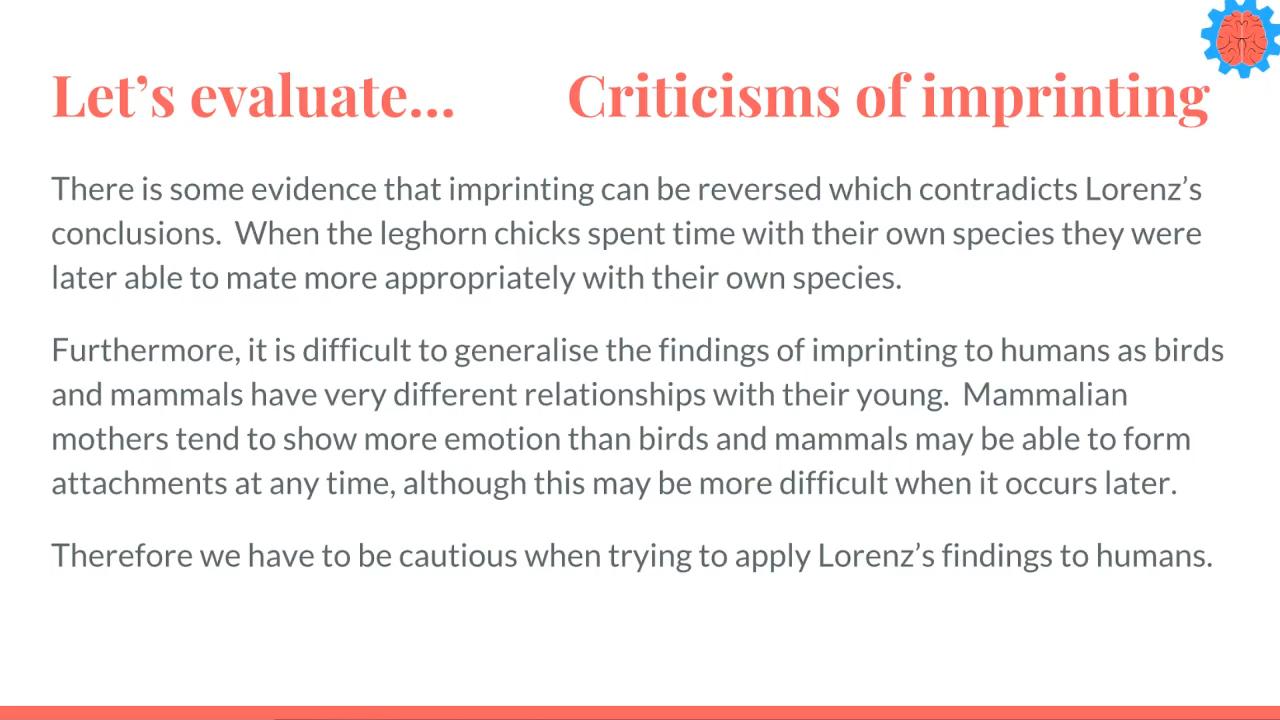 Let’s evaluate... Criticisms of imprinting
There is some evidence that imprinting can be reversed which contradicts Lorenz’s
conclusions.  When the leghorn chicks spent time with their own species they were
later able to mate more appropriately with their own species.
Furthermore, it is difficult to generalise the findings of imprinting to humans as birds
and mammals have very different relationships with their young.  Mammalian
mothers tend to show more emotion than birds and mammals may be able to form
attachments at any time, although this may be more difficult when it occurs later.
Therefore we have to be cautious when trying to apply Lorenz’s findings to humans.